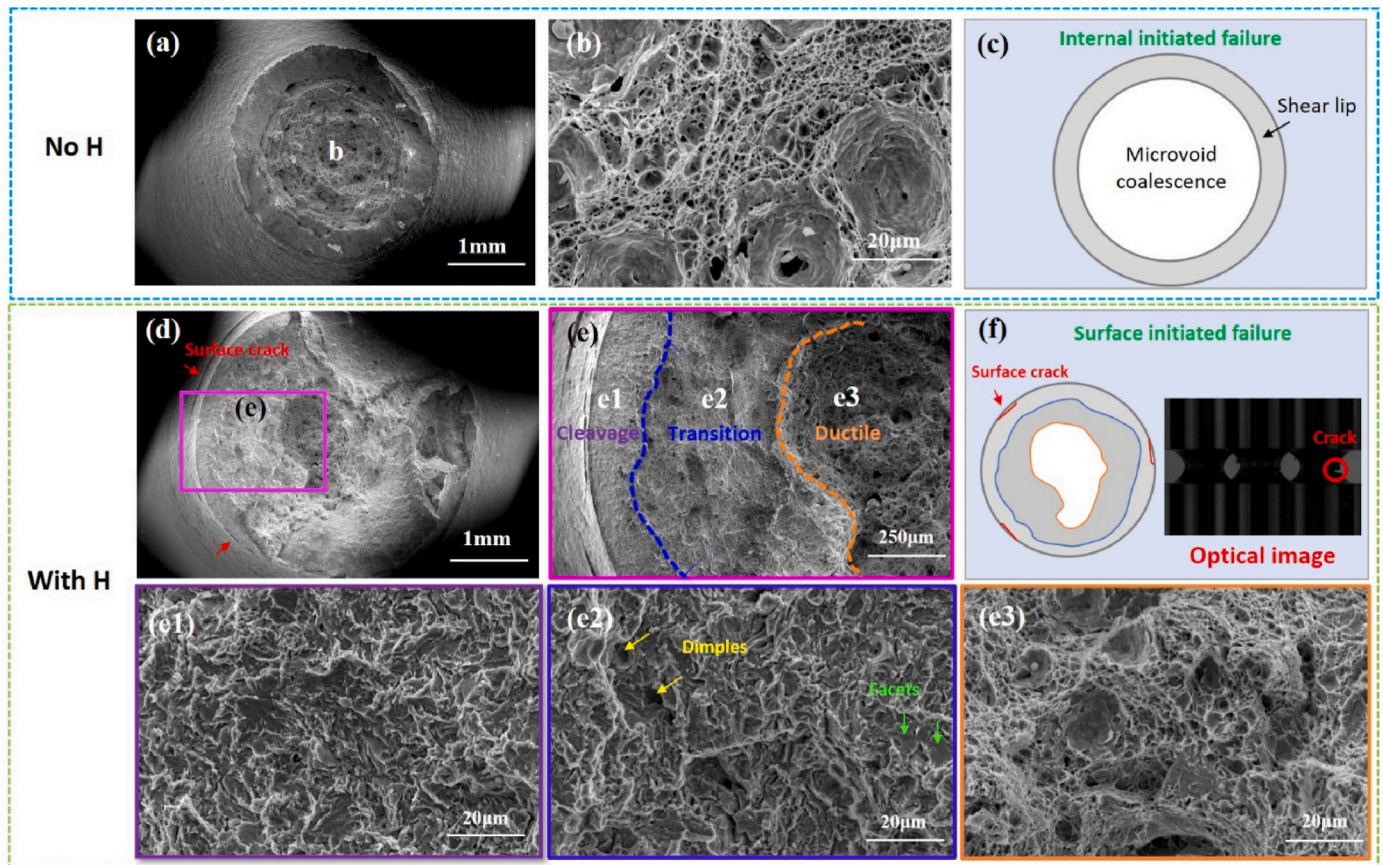 No H
(a)
b
1mm
(b)
20μm
(c)
Internal initiated failure
Shear lip
Microvoid
coalescence
With H
(d)
Surface crack
(e)
1mm
(e)
e1
e2
e3
Cleavage
Transition
Ductile
250μm
(f)
Surface initiated failure
Surface crack
Crack
Optical image
(e1)
20μm
(e2)
Dimples
Facets
20μm
(e3)
20μm